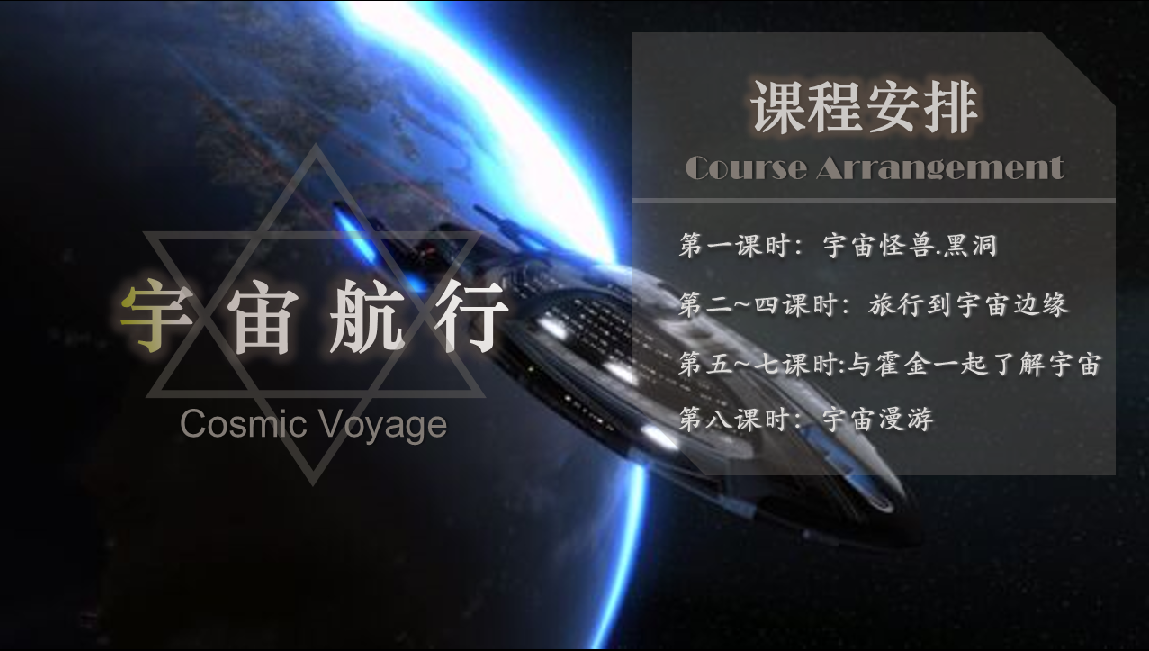 宇宙航行
Cosmic Voyage
课程安排
Course Arrangement
第一课时：宇宙怪兽.黑洞
第二~四课时：旅行到宇宙边缘
第五~七课时:与霍金一起了解宇宙
第八课时：宇宙漫游